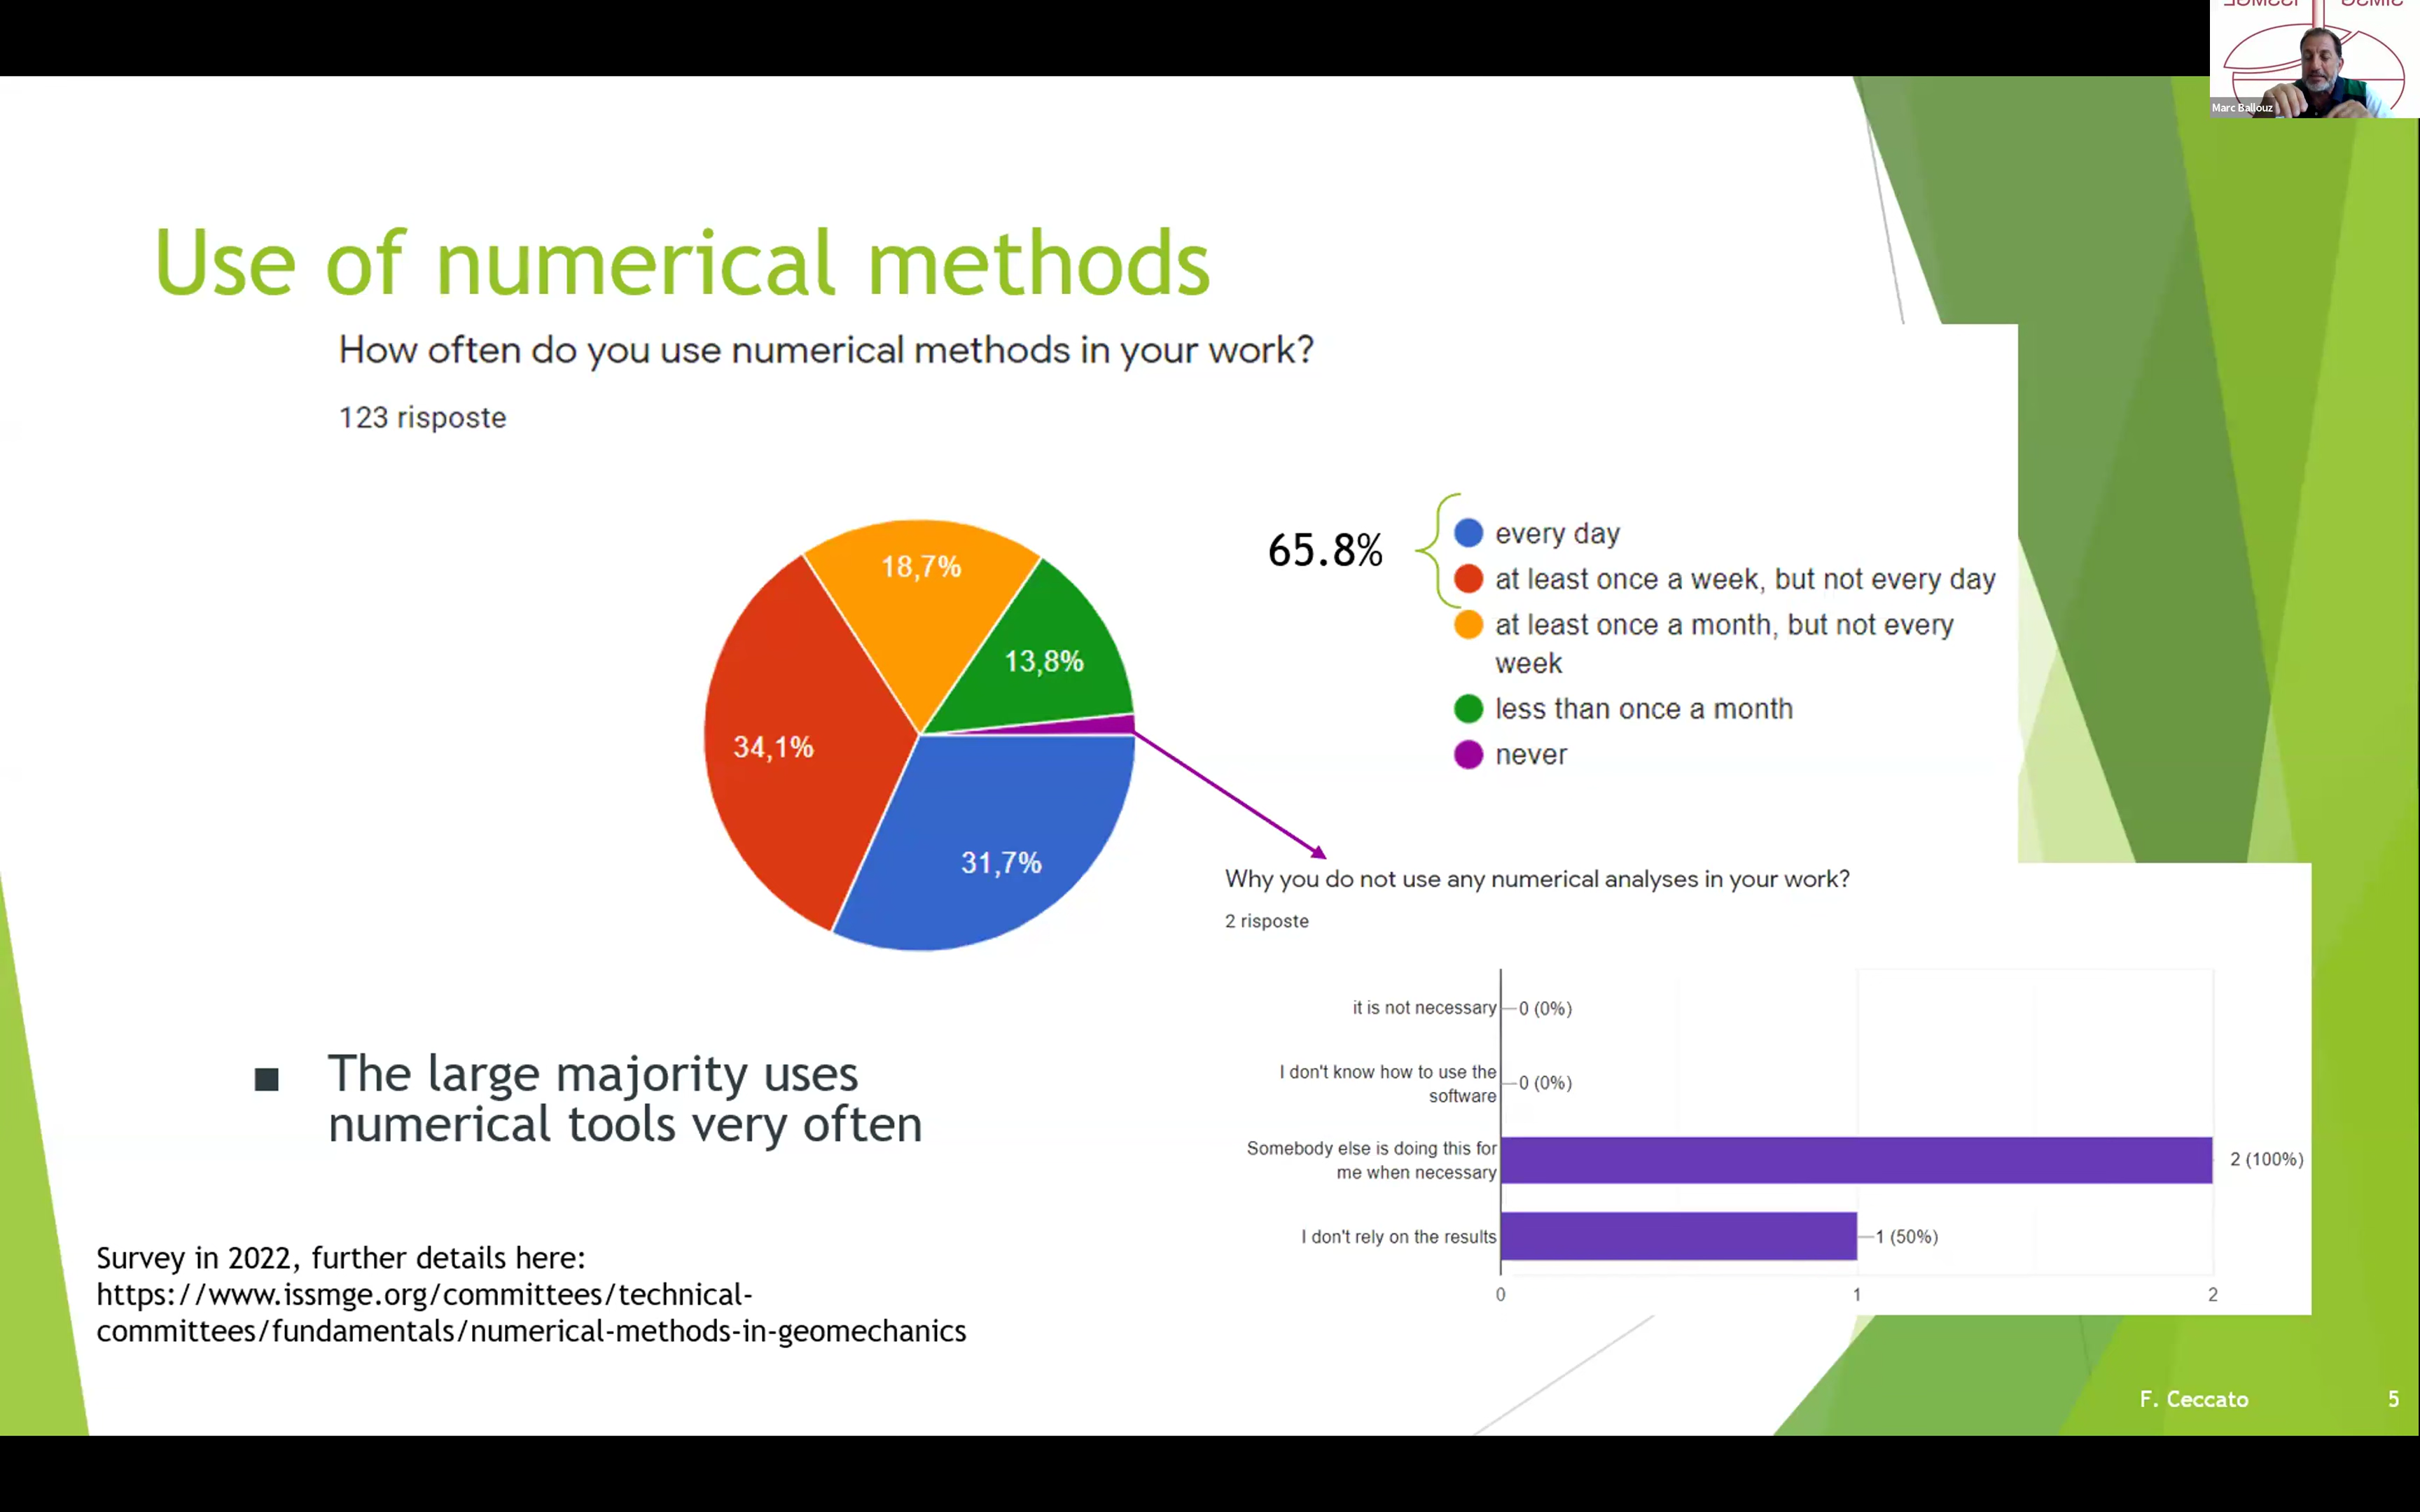 Marc Ballouz
Use of numerical methods
How often do you use numerical methods in your work?
123 risposte
18,7%
13,8%
34,1%
31,7%
65.8%
every day
at least once a week, but not every day
at least once a month, but not every
week
less than once a month
never
Why you do not use any numerical analyses in your work?
2 risposte
it is not necessary
0 (0%)
I don't know how to use the
software
0 (0%)
Somebody else is doing this for
me when necessary
2 (100%)
I don't rely on the results
1 (50%)
0 1 2
■ The large majority uses
numerical tools very often
Survey in 2022, further details here:
https://www.issmge.org/committees/technical-
committees/fundamentals/numerical-methods-in-geomechanics
F. Ceccato 5